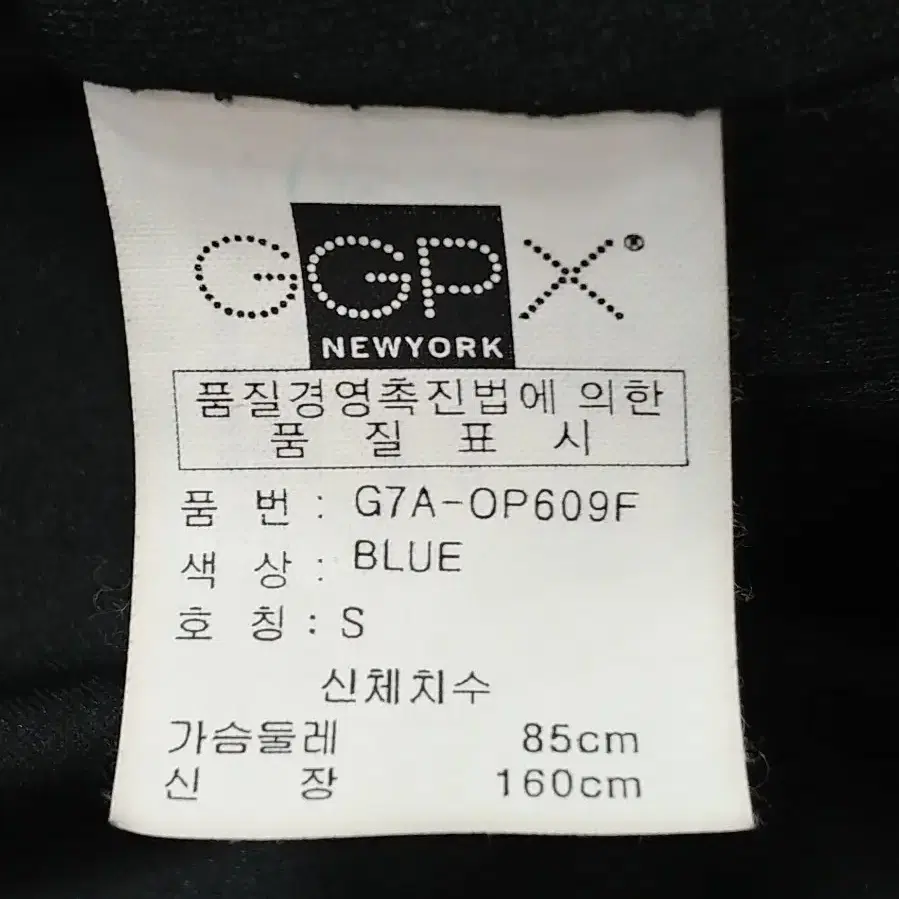 GGPX®
NEWYORK
품질경영촉진법에 의한
품 질 표 시
품 번 : G7A-OP609F
색 상 : BLUE
호 칭 : S
신체치수
가슴둘레 85cm
신 장 160cm